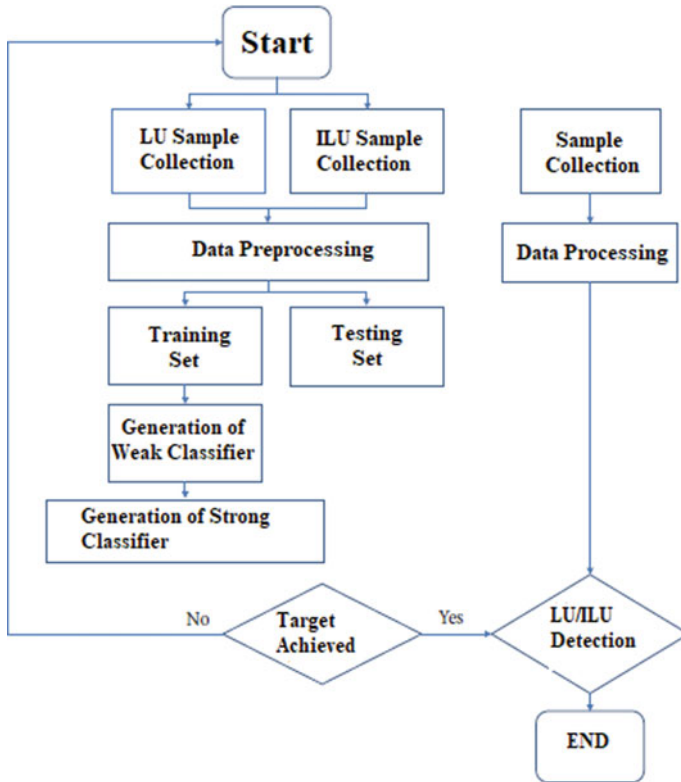 Start
LU Sample
Collection
ILU Sample
Collection
Sample
Collection
Data Preprocessing
Data Processing
Training
Set
Testing
Set
Generation of
Weak Classifier
Generation of Strong
Classifier
No
Target
Achieved
Yes
LU/ILU
Detection
END